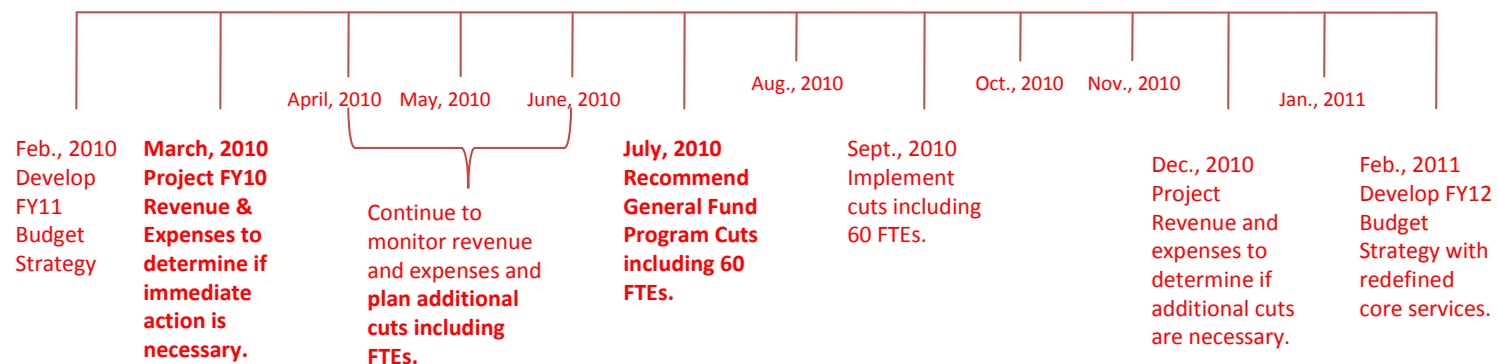 Feb., 2010
Develop
FY11
Budget
Strategy
March, 2010
Project FY10
Revenue &
Expenses to
determine if
immediate
action is
necessary.
April, 2010
May, 2010
June, 2010
Continue to
monitor revenue
and expenses and
plan additional
cuts including
FTEs.
July, 2010
Recommend
General Fund
Program Cuts
including 60
FTEs.
Aug., 2010
Sept., 2010
Implement
cuts including
60 FTEs.
Oct., 2010
Nov., 2010
Dec., 2010
Project
Revenue and
expenses to
determine if
additional cuts
are necessary.
Jan., 2011
Feb., 2011
Develop FY12
Budget
Strategy with
redefined
core services.